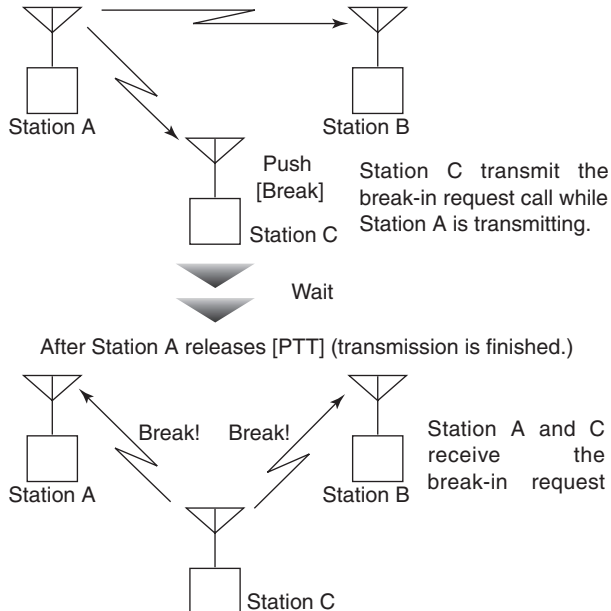 Station A
Station B
Push
[Break]
Station C
Station C transmit the
break-in request call while
Station A is transmitting.
Wait
After Station A releases [PTT] (transmission is finished.)
Break!
Break!
Station A
Station B
Station A and C
receive the
break-in request
Station C